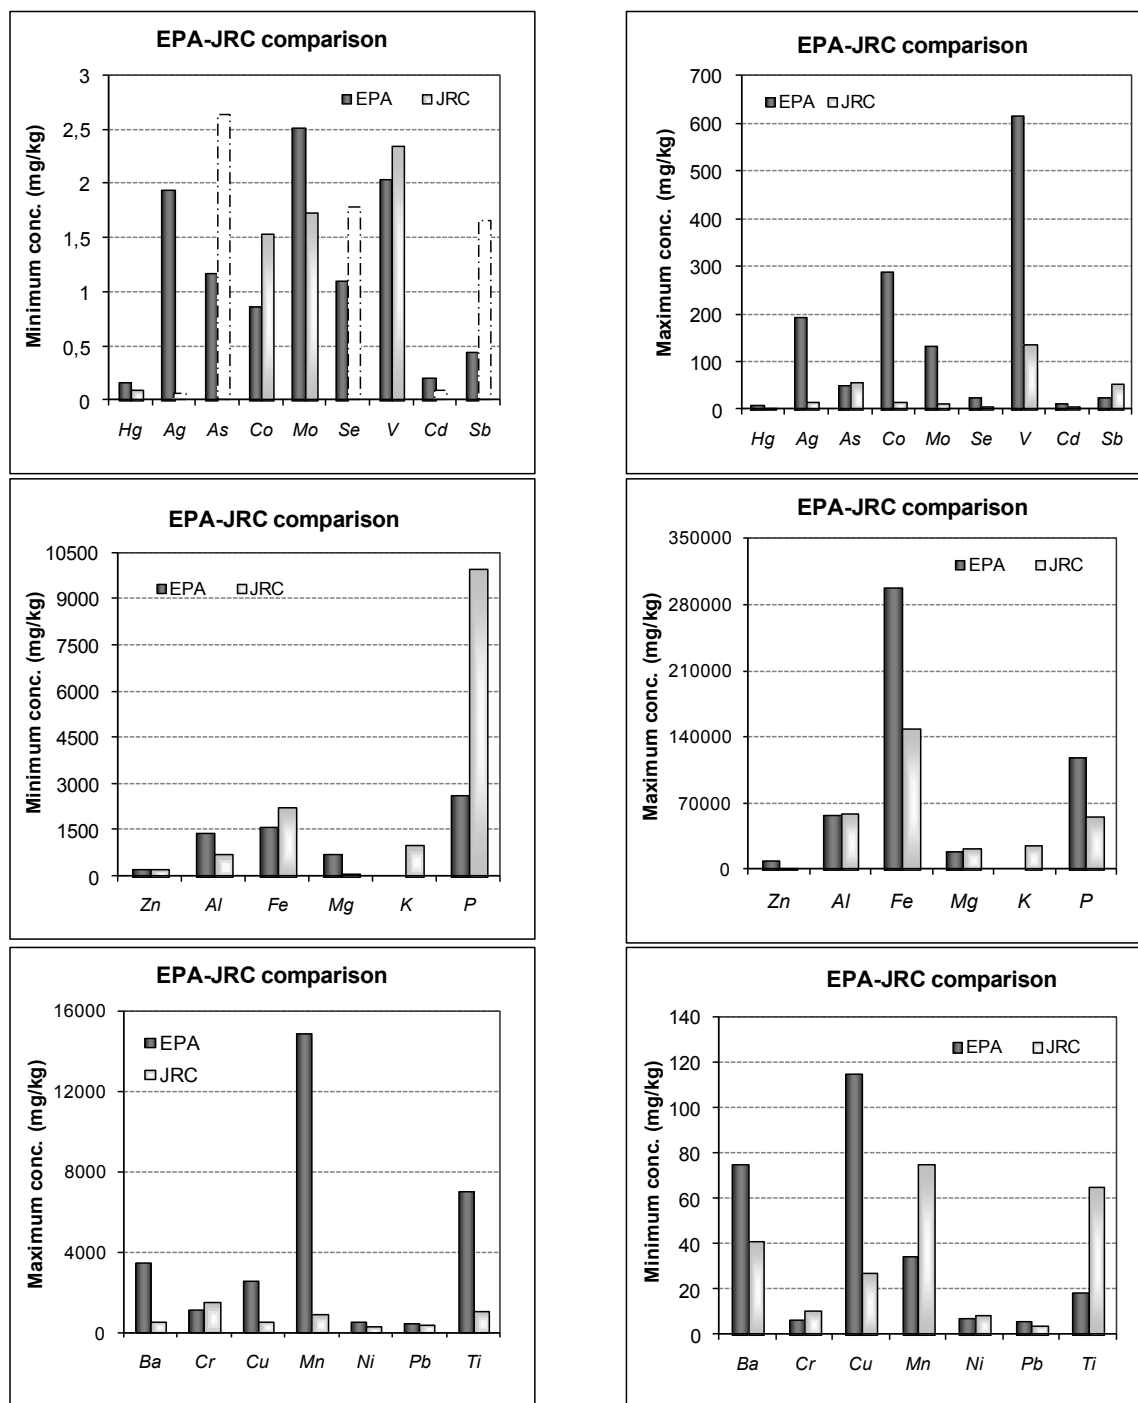 EPA-JRC comparison
Minimum conc. (mg/kg)
EPA JRC
3
2,5
2
1,5
1
0,5
0
Hg Ag As Co Mo Se V Cd Sb
EPA-JRC comparison
Maximum conc. (mg/kg)
EPA JRC
700
600
500
400
300
200
100
0
Hg Ag As Co Mo Se V Cd Sb
EPA-JRC comparison
Minimum conc. (mg/kg)
EPA JRC
10500
9000
7500
6000
4500
3000
1500
0
Zn Al Fe Mg K P
EPA-JRC comparison
Maximum conc. (mg/kg)
EPA JRC
350000
280000
210000
140000
70000
0
Zn Al Fe Mg K P
EPA-JRC comparison
Maximum conc. (mg/kg)
EPA
JRC
16000
12000
8000
4000
0
Ba Cr Cu Mn Ni Pb Ti
EPA-JRC comparison
Minimum conc. (mg/kg)
EPA JRC
140
120
100
80
60
40
20
0
Ba Cr Cu Mn Ni Pb Ti